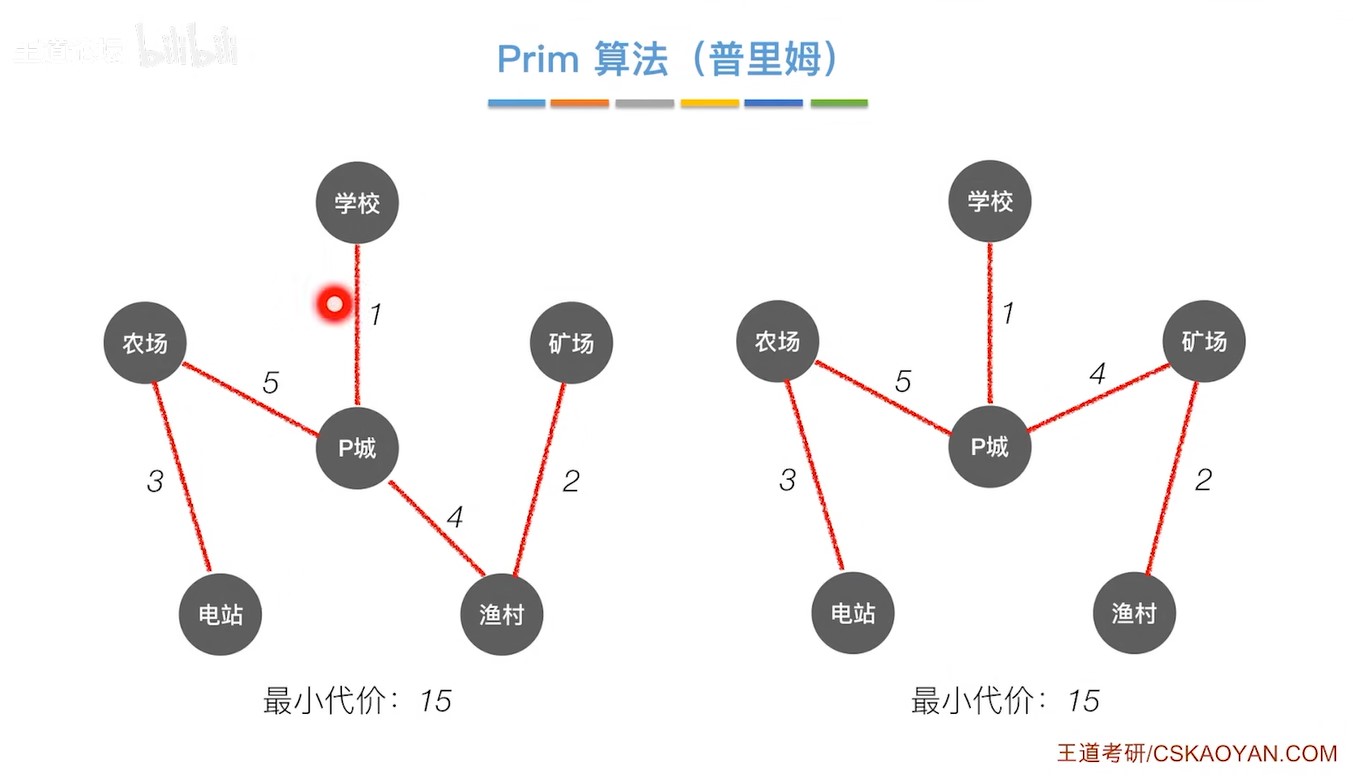 王道论坛 bilibili
Prim 算法（普里姆）
学校 学校
1 1
农场 矿场 农场 矿场
5 5 4
P城 P城
3 2 3 2
4
电站 渔村 电站 渔村
最小代价：15 最小代价：15
王道考研/CSKAOYAN.COM